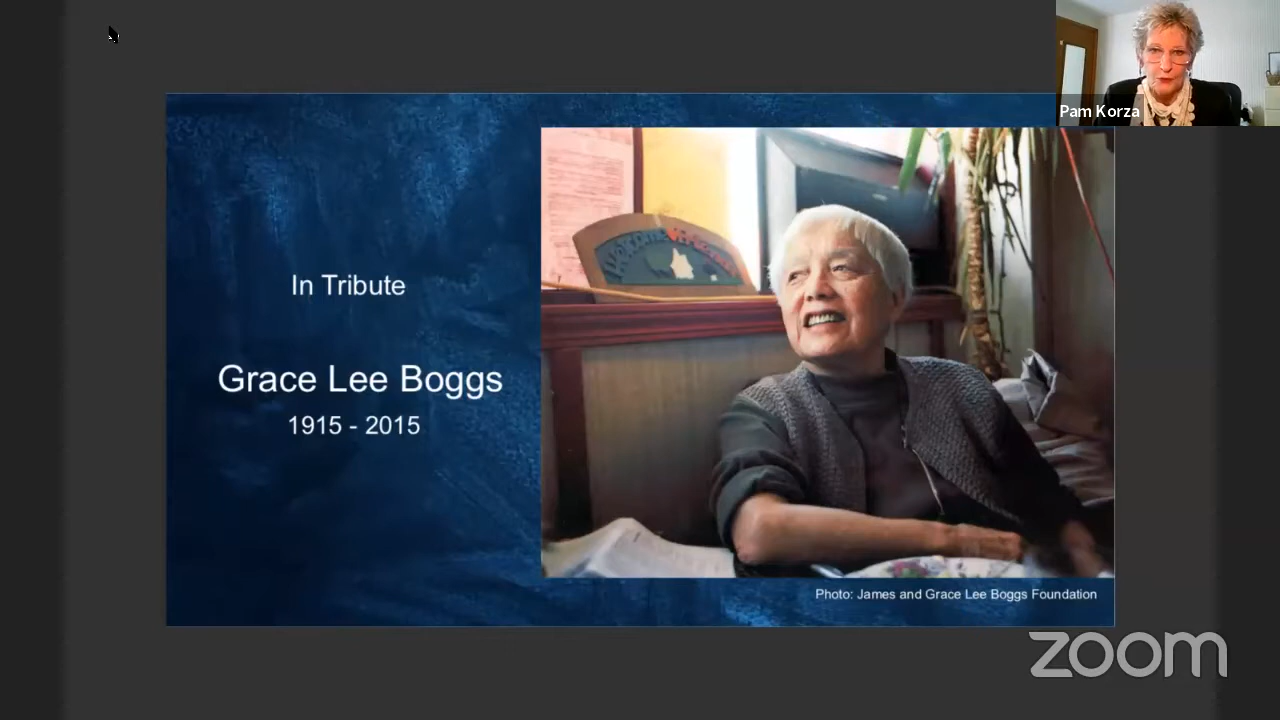 Pam Korza
In Tribute
Grace Lee Boggs
1915 - 2015
Photo: James and Grace Lee Boggs Foundation
zoom